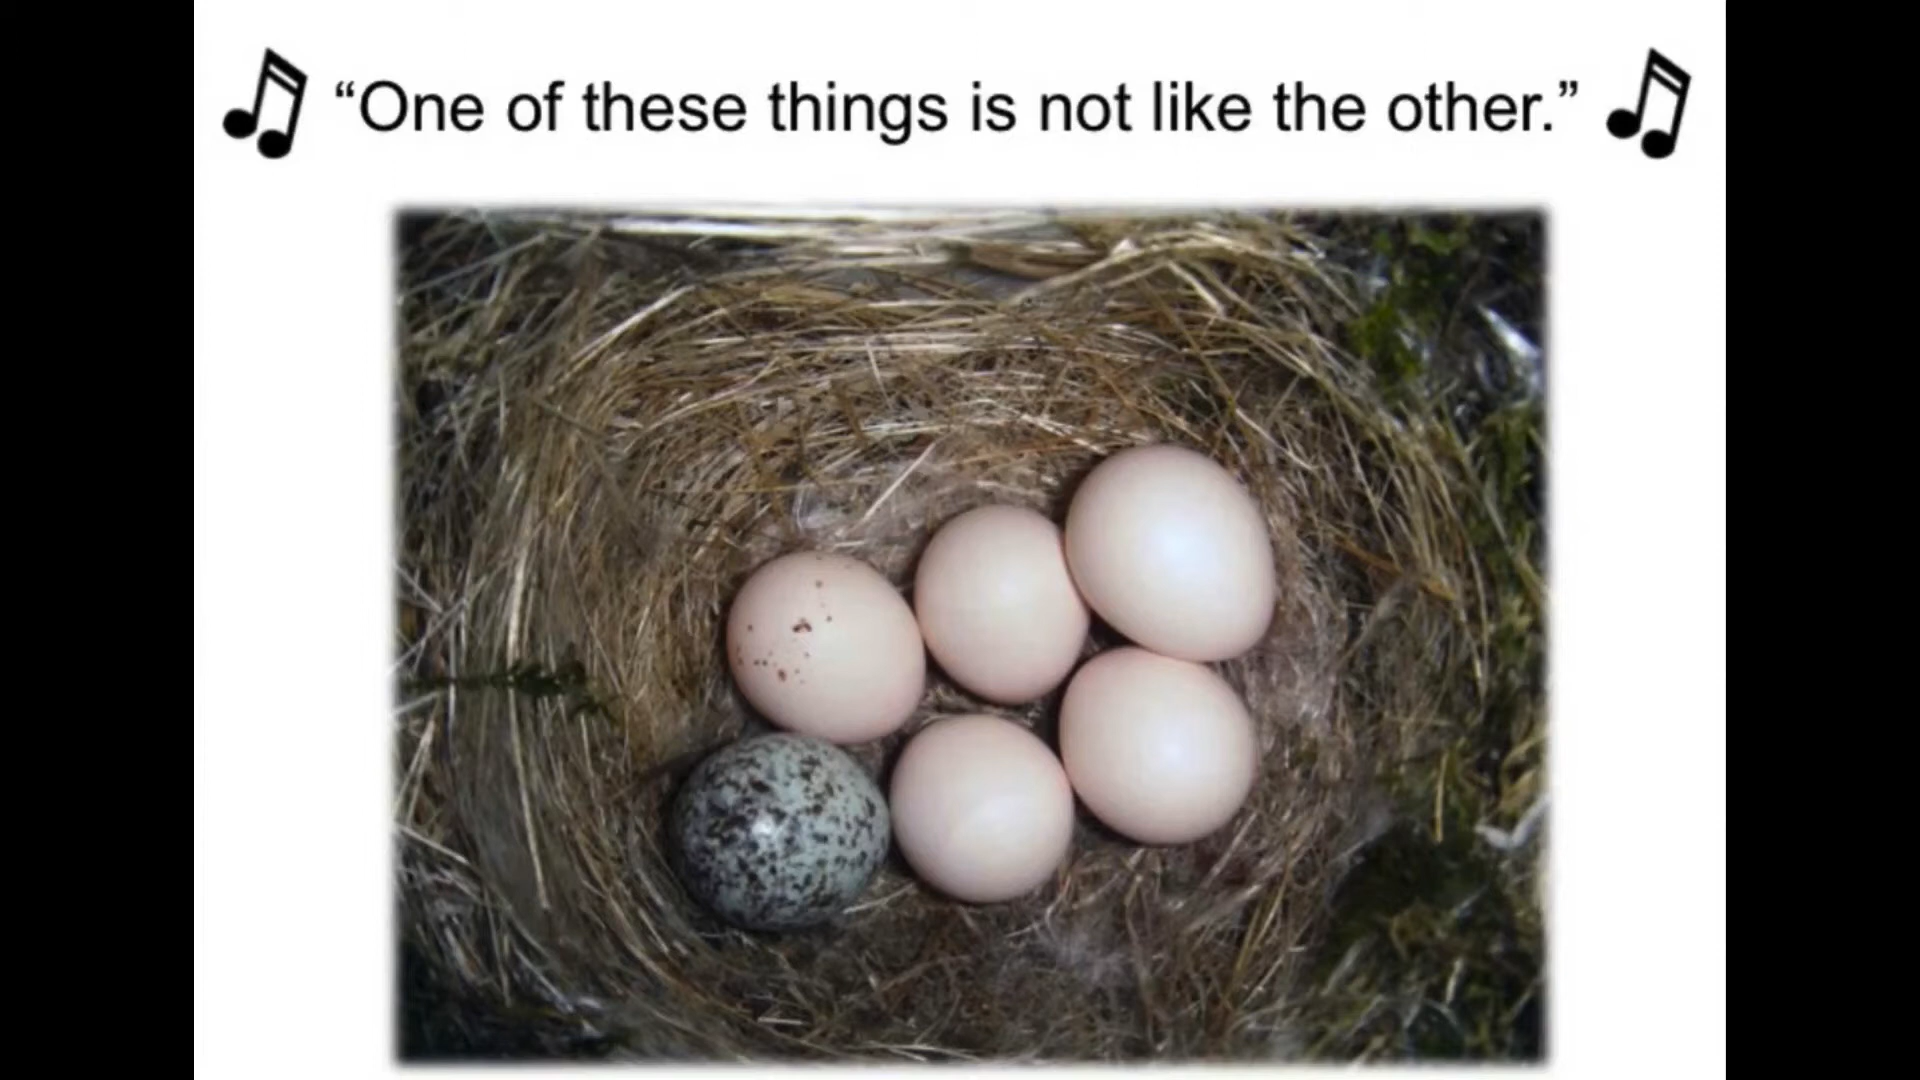 “One of these things is not like the other.”